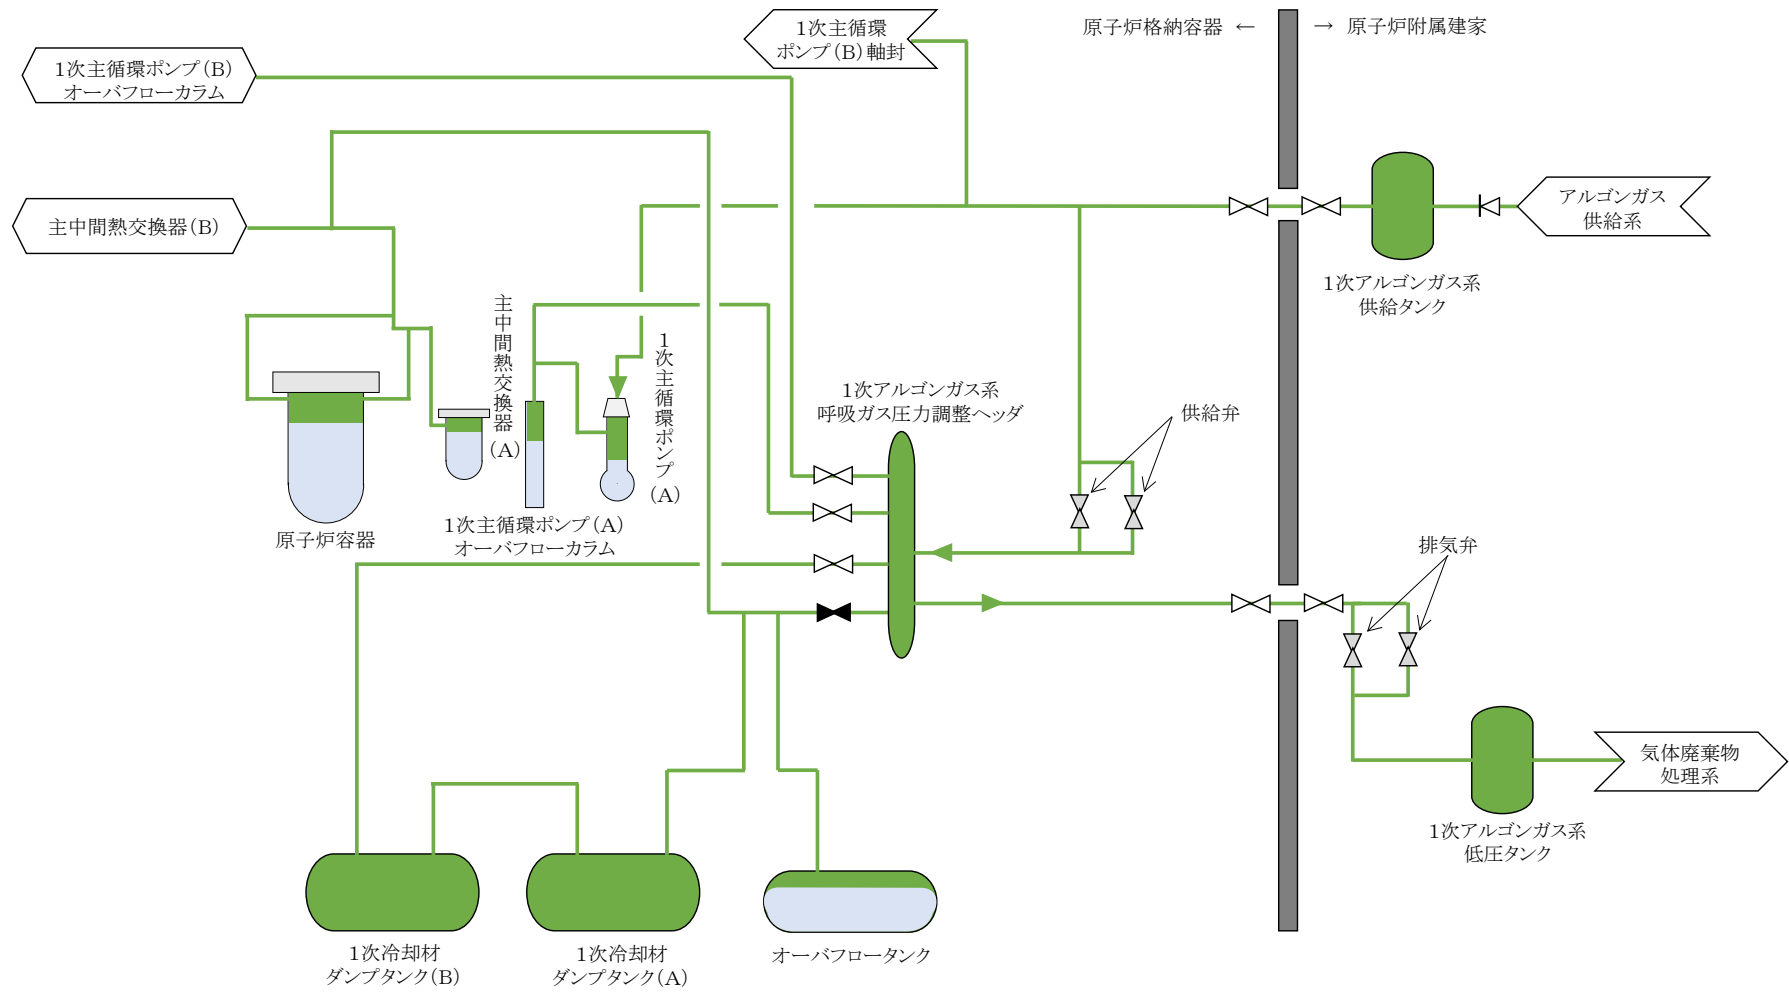 1次主循環
ポンプ(B)軸封
原子炉格納容器 ←
→ 原子炉附属建家
1次主循環ポンプ(B)
オーバフローカラム
主中間熱交換器(B)
アルゴンガス
供給系
1次アルゴンガス系
供給タンク
主中間熱交換器(A)
1次主循環ポンプ(A)
1次アルゴンガス系
呼吸ガス圧力調整ヘッダ
供給弁
原子炉容器
1次主循環ポンプ(A)
オーバフローカラム
排気弁
気体廃棄物
処理系
1次アルゴンガス系
低圧タンク
1次冷却材
ダンプタンク(B)
1次冷却材
ダンプタンク(A)
オーバフロータンク